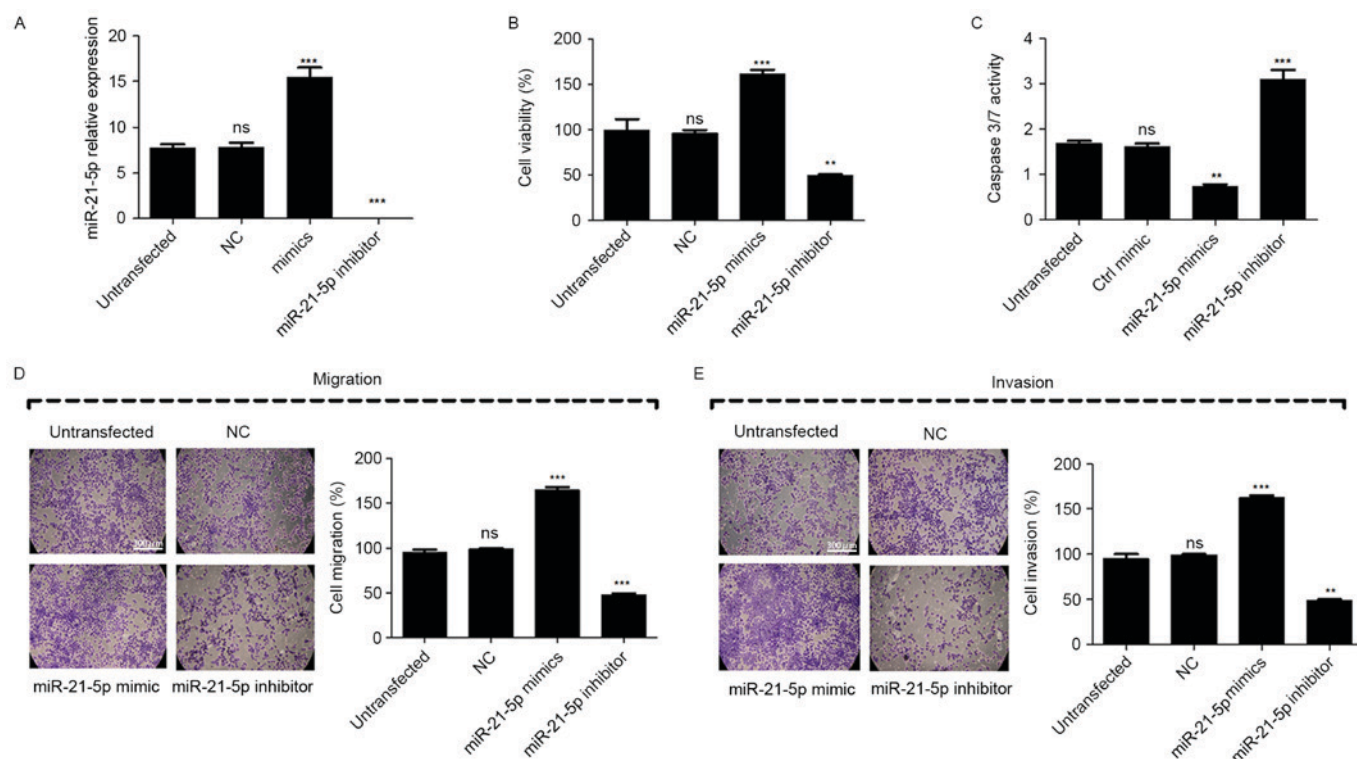 A
miR-21-5p relative expression
20
15
10
5
0
ns
***
***
Untransfected
NC
mimics
miR-21-5p inhibitor
B
Cell viability (%)
200
150
100
50
0
ns
***
**
Untransfected
NC
miR-21-5p mimics
miR-21-5p inhibitor
C
Caspase 3/7 activity
4
3
2
1
0
ns
**
***
Untransfected
Ctrl mimic
miR-21-5p mimics
miR-21-5p inhibitor
D
Migration
Untransfected
NC
miR-21-5p mimic
miR-21-5p inhibitor
Cell migration (%)
200
150
100
50
0
ns
***
***
Untransfected
NC
miR-21-5p mimics
miR-21-5p inhibitor
E
Invasion
Untransfected
NC
miR-21-5p mimic
miR-21-5p inhibitor
Cell invasion (%)
200
150
100
50
0
ns
***
**
Untransfected
NC
miR-21-5p mimics
miR-21-5p inhibitor